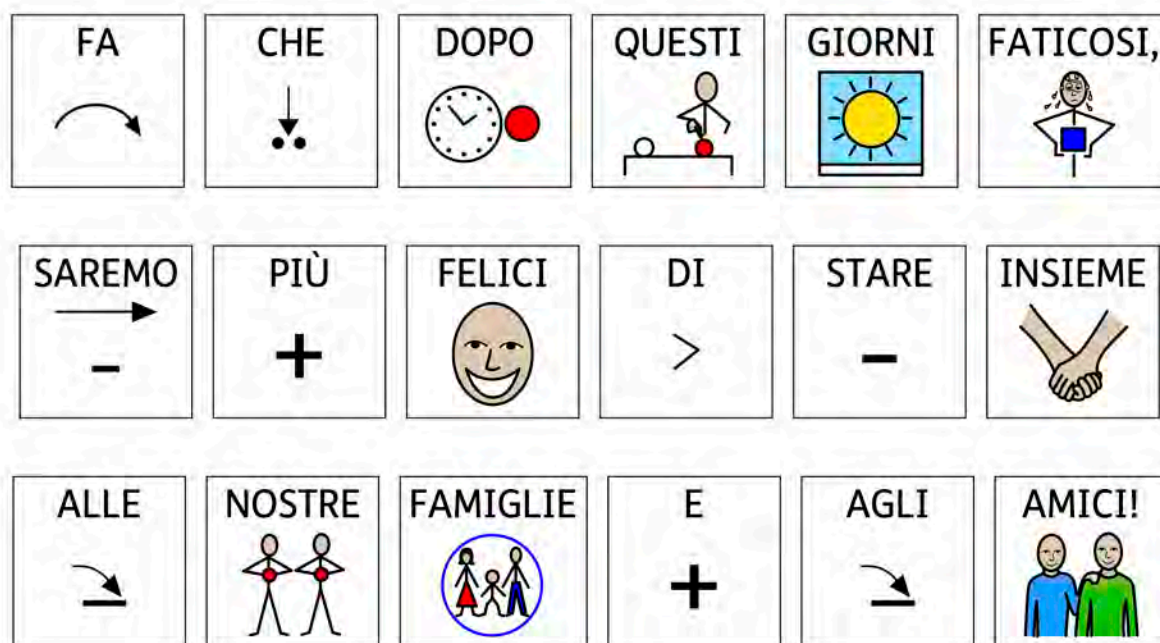 FA CHE DOPO QUESTI GIORNI FATICOSI,
SAREMO PIÙ FELICI DI STARE INSIEME
ALLE NOSTRE FAMIGLIE E AGLI AMICI!